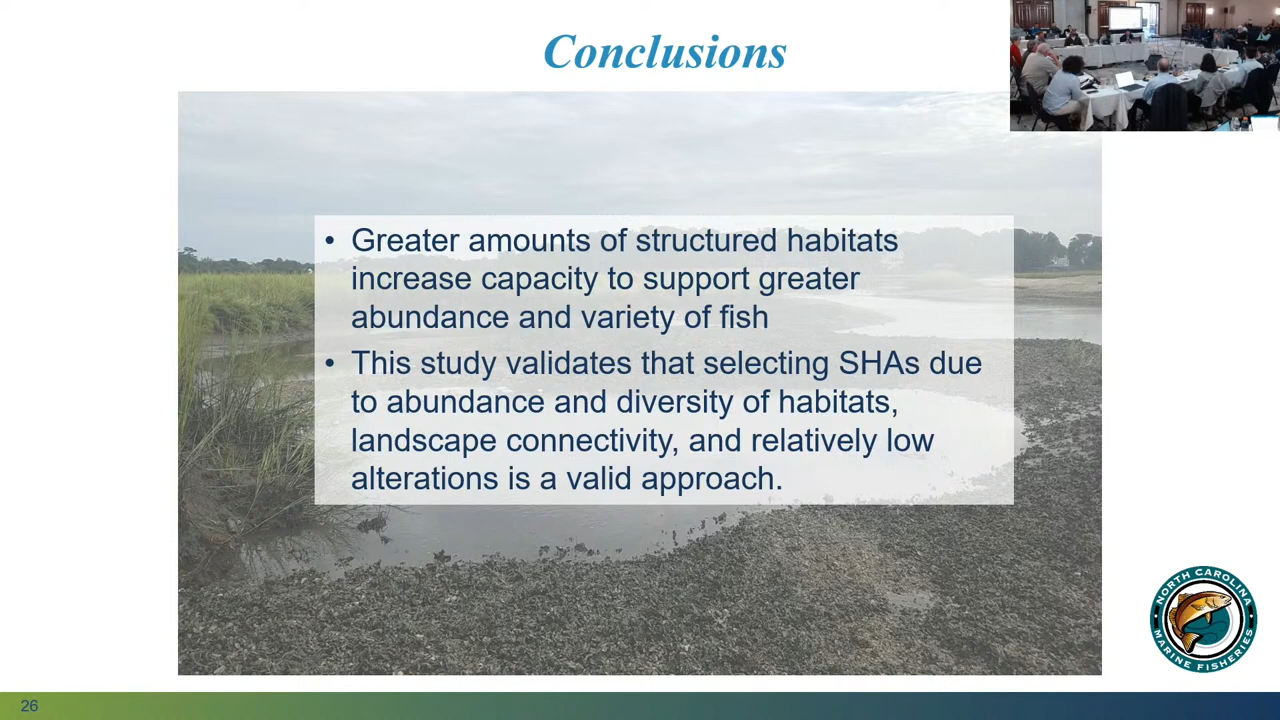 Conclusions
• Greater amounts of structured habitats
increase capacity to support greater
abundance and variety of fish
• This study validates that selecting SHAs due
to abundance and diversity of habitats,
landscape connectivity, and relatively low
alterations is a valid approach.
NORTH CAROLINA
MARINE FISHERIES
26